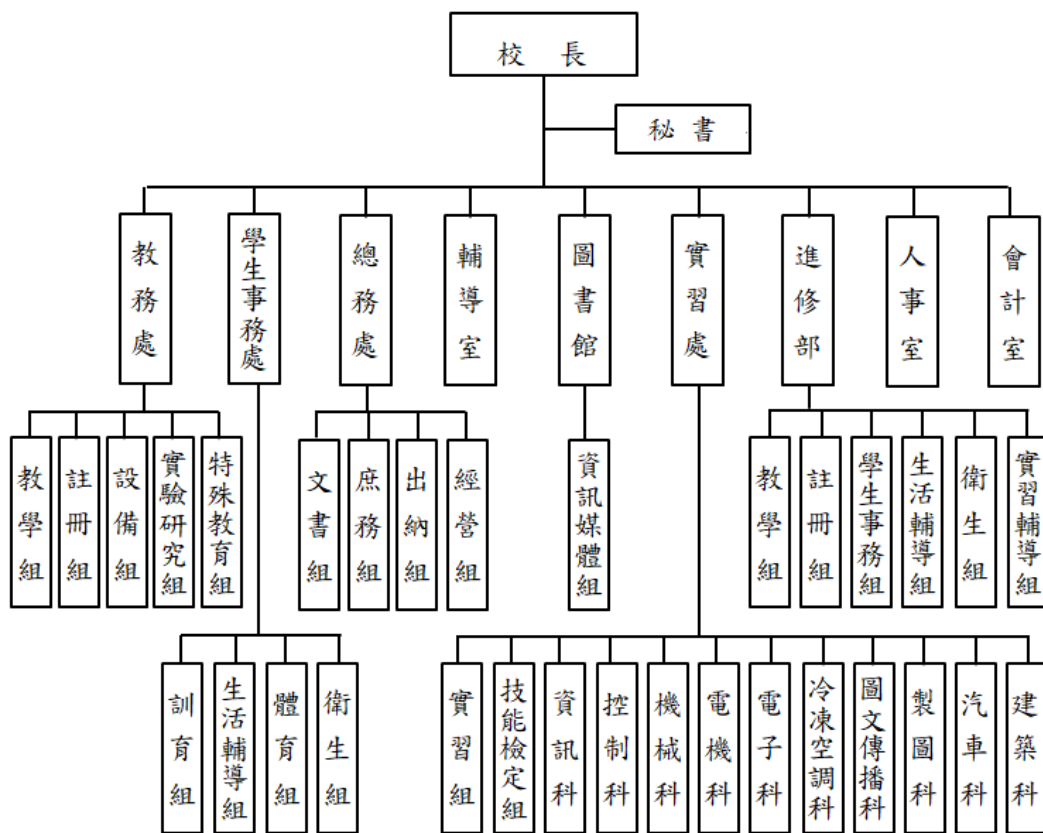 校長
秘書
教務處
學生事務處
總務處
輔導室
圖書館
實習處
進修部
人事室
會計室
教學組
註冊組
設備組
實驗研究組
特殊教育組
文書組
庶務組
出納組
經營組
資訊媒體組
教學組
註冊組
學生事務組
生活輔導組
衛生組
實習輔導組
訓育組
生活輔導組
體育組
衛生組
實習組
技能檢定組
資訊科
控制科
機械科
電機科
電子科
冷凍空調科
圖文傳播科
製圖科
汽車科
建築科